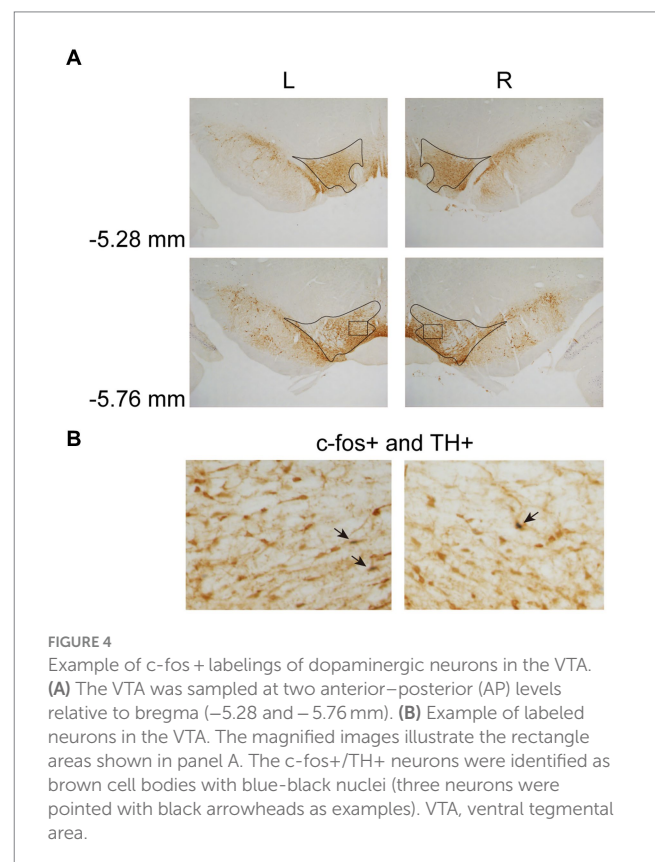 A
L R
-5.28 mm
-5.76 mm
B
c-fos+ and TH+
FIGURE 4
Example of c-fos + labelings of dopaminergic neurons in the VTA.
(A) The VTA was sampled at two anterior–posterior (AP) levels
relative to bregma (−5.28 and − 5.76 mm). (B) Example of labeled
neurons in the VTA. The magnified images illustrate the rectangle
areas shown in panel A. The c-fos+/TH+ neurons were identified as
brown cell bodies with blue-black nuclei (three neurons were
pointed with black arrowheads as examples). VTA, ventral tegmental
area.